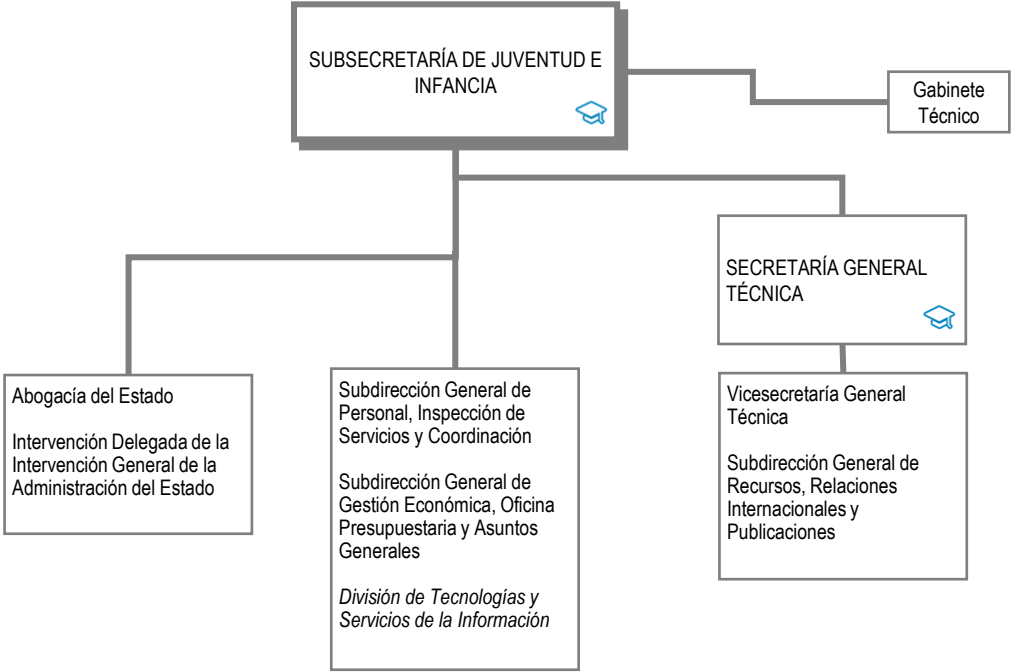 SUBSECRETARÍA DE JUVENTUD E
INFANCIA
Gabinete
Técnico
SECRETARÍA GENERAL
TÉCNICA
Abogacía del Estado
Intervención Delegada de la
Intervención General de la
Administración del Estado
Subdirección General de
Personal, Inspección de
Servicios y Coordinación
Subdirección General de
Gestión Económica, Oficina
Presupuestaria y Asuntos
Generales
División de Tecnologías y
Servicios de la Información
Vicesecretaría General
Técnica
Subdirección General de
Recursos, Relaciones
Internacionales y
Publicaciones